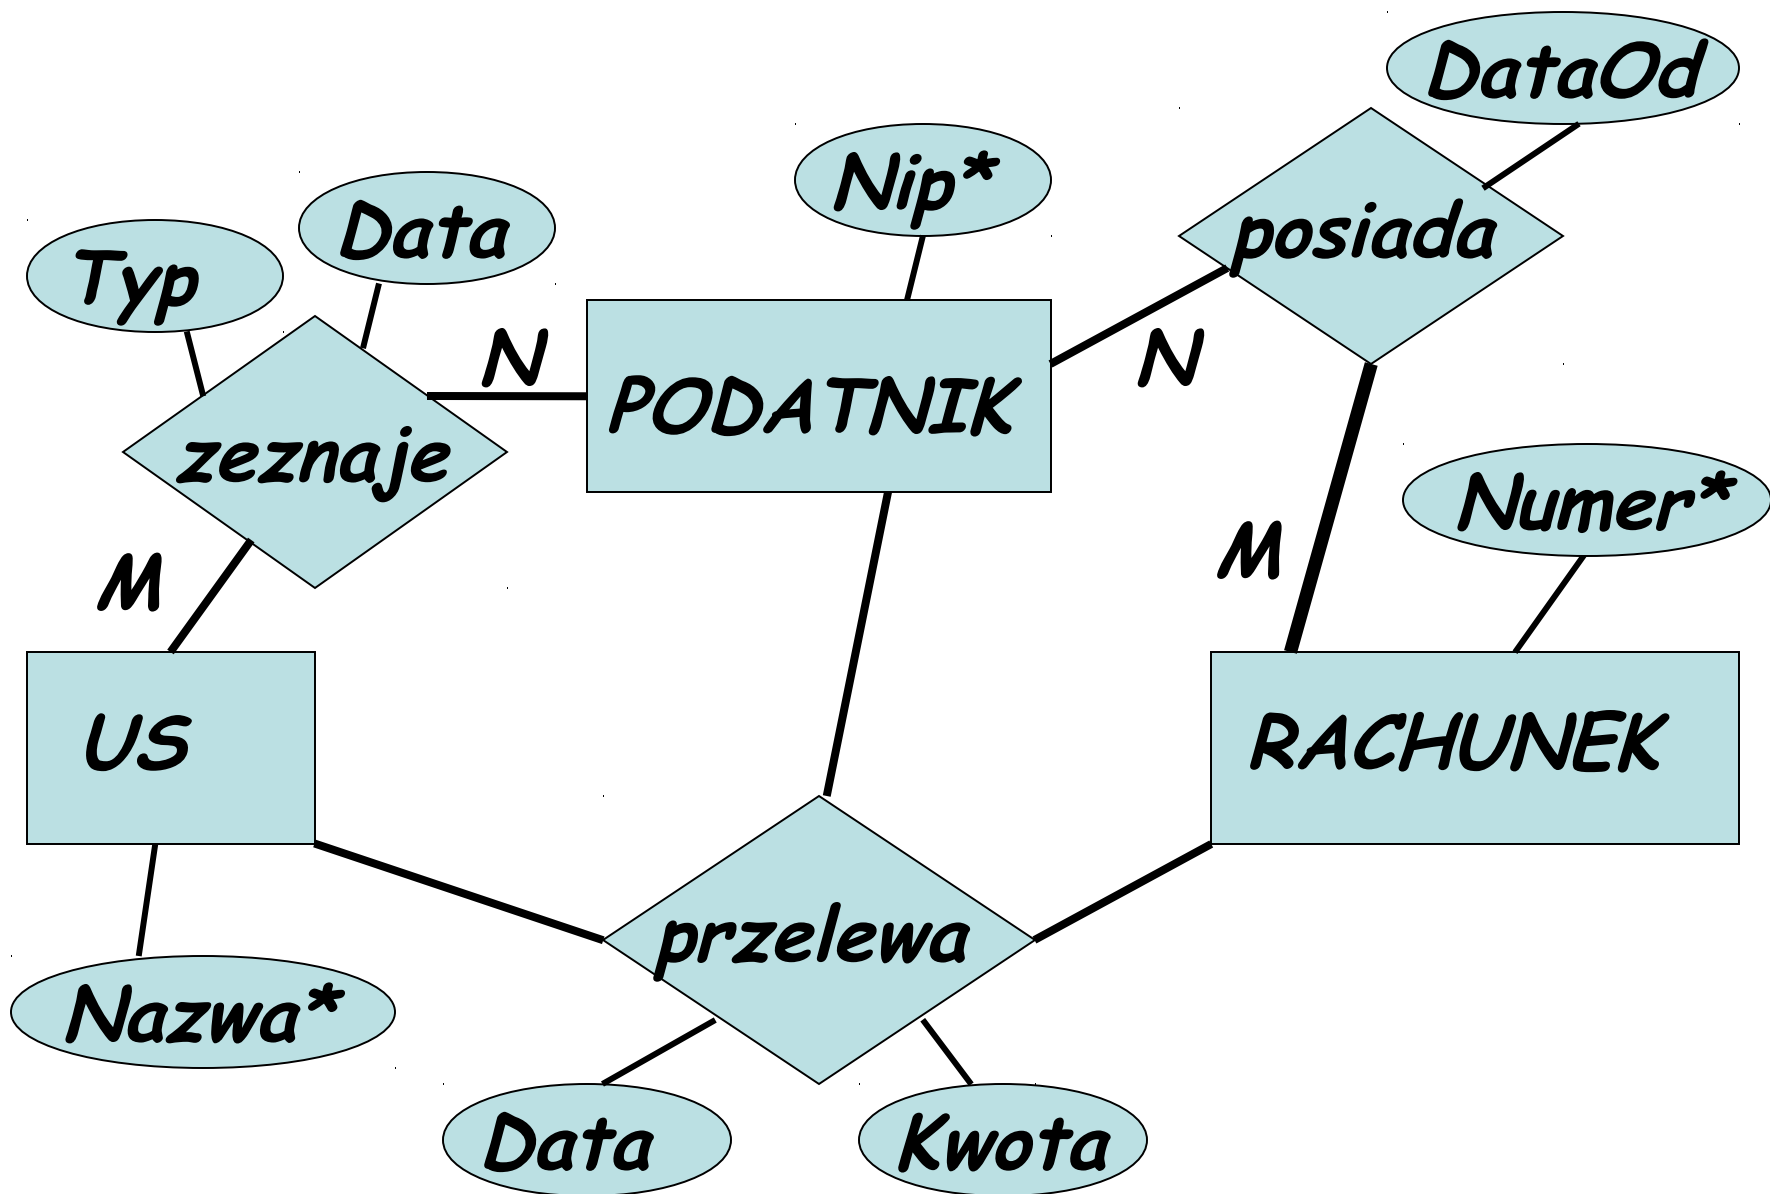 DataOd
Nip*
Data
Typ
posiada
N
N
PODATNIK
zeznaje
Numer*
M
M
US
RACHUNEK
przelewa
Nazwa*
Data
Kwota